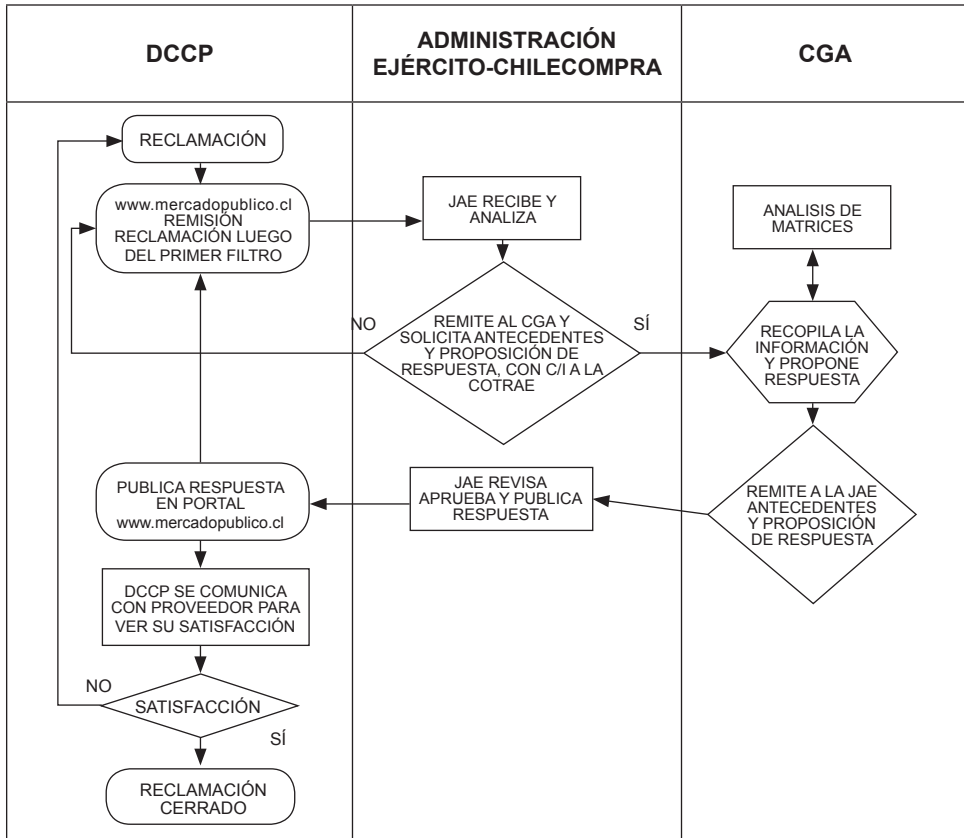 DCCP
ADMINISTRACIÓN
EJÉRCITO-CHILECOMPRA
CGA
RECLAMACIÓN
www.mercadopublico.cl
REMISIÓN
RECLAMACIÓN LUEGO
DEL PRIMER FILTRO
JAE RECIBE Y
ANALIZA
ANALISIS DE
MATRICES
NO
REMITE AL CGA Y
SOLICITA ANTECEDENTES
Y PROPOSICIÓN DE
RESPUESTA, CON C/I A LA
COTRAE
SÍ
RECOPILA LA
INFORMACIÓN
Y PROPONE
RESPUESTA
PUBLICA RESPUESTA
EN PORTAL
www.mercadopublico.cl
JAE REVISA
APRUEBA Y PUBLICA
RESPUESTA
REMITE A LA JAE
ANTECEDENTES
Y PROPOSICIÓN
DE RESPUESTA
DCCP SE COMUNICA
CON PROVEEDOR PARA
VER SU SATISFACCIÓN
NO
SATISFACCIÓN
SÍ
RECLAMACIÓN
CERRADO